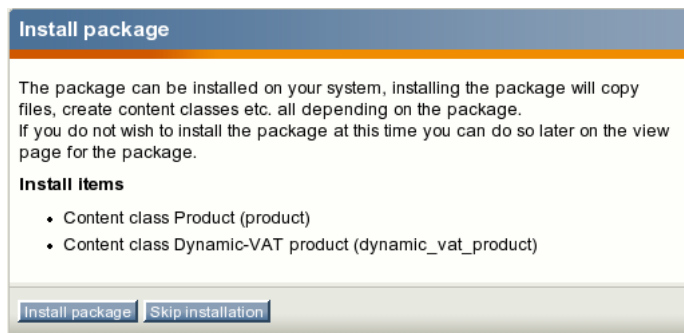 Install package
The package can be installed on your system, installing the package will copy
files, create content classes etc. all depending on the package.
If you do not wish to install the package at this time you can do so later on the view
page for the package.
Install items
• Content class Product (product)
• Content class Dynamic-VAT product (dynamic_vat_product)
Install package Skip installation